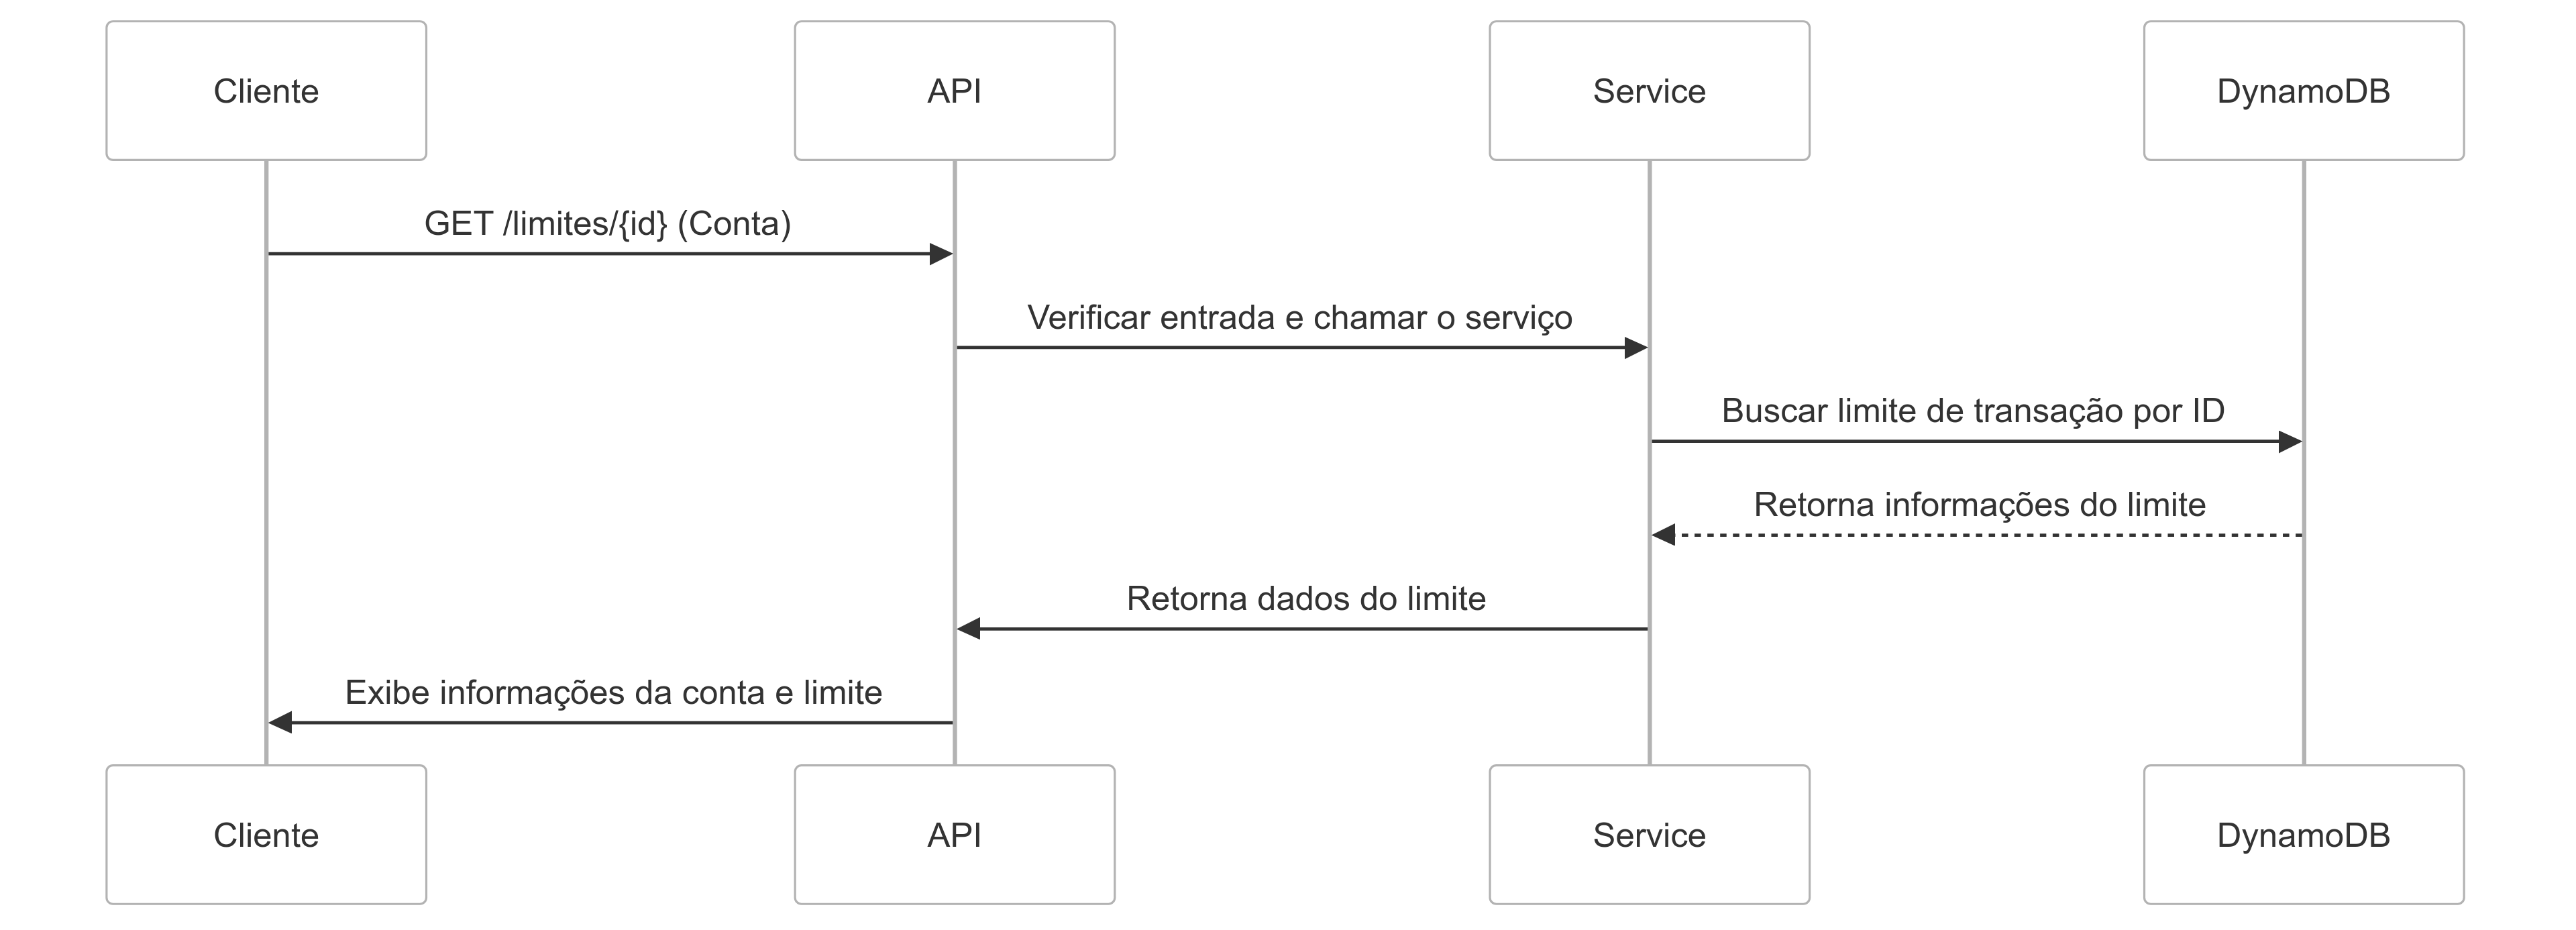 Cliente
API
Service
DynamoDB
GET /limites/{id} (Conta)
Verificar entrada e chamar o serviço
Buscar limite de transação por ID
Retorna informações do limite
Retorna dados do limite
Exibe informações da conta e limite
Cliente
API
Service
DynamoDB